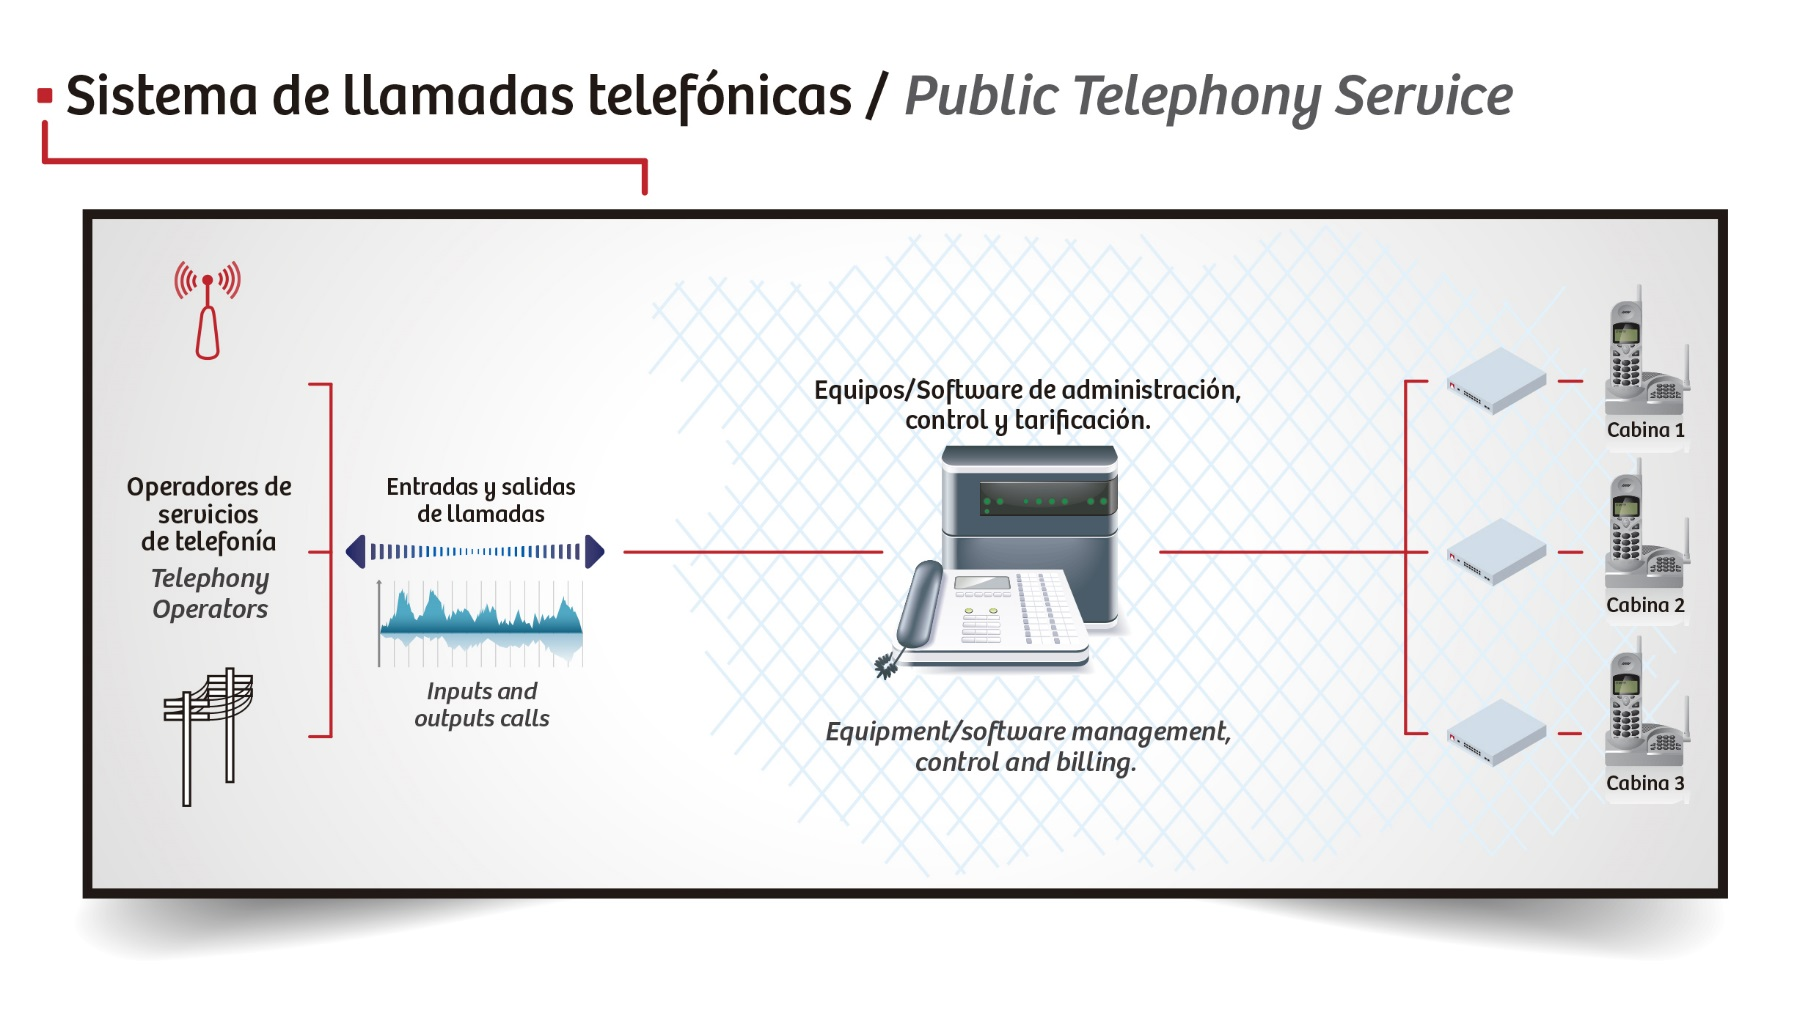 Sistema de llamadas telefónicas / Public Telephony Service
Operadores de
servicios
de telefonía
Telephony
Operators
Entradas y salidas
de llamadas
Inputs and
outputs calls
Equipos/Software de administración,
control y tarificación.
Equipment/software management,
control and billing.
Cabina 1
Cabina 2
Cabina 3